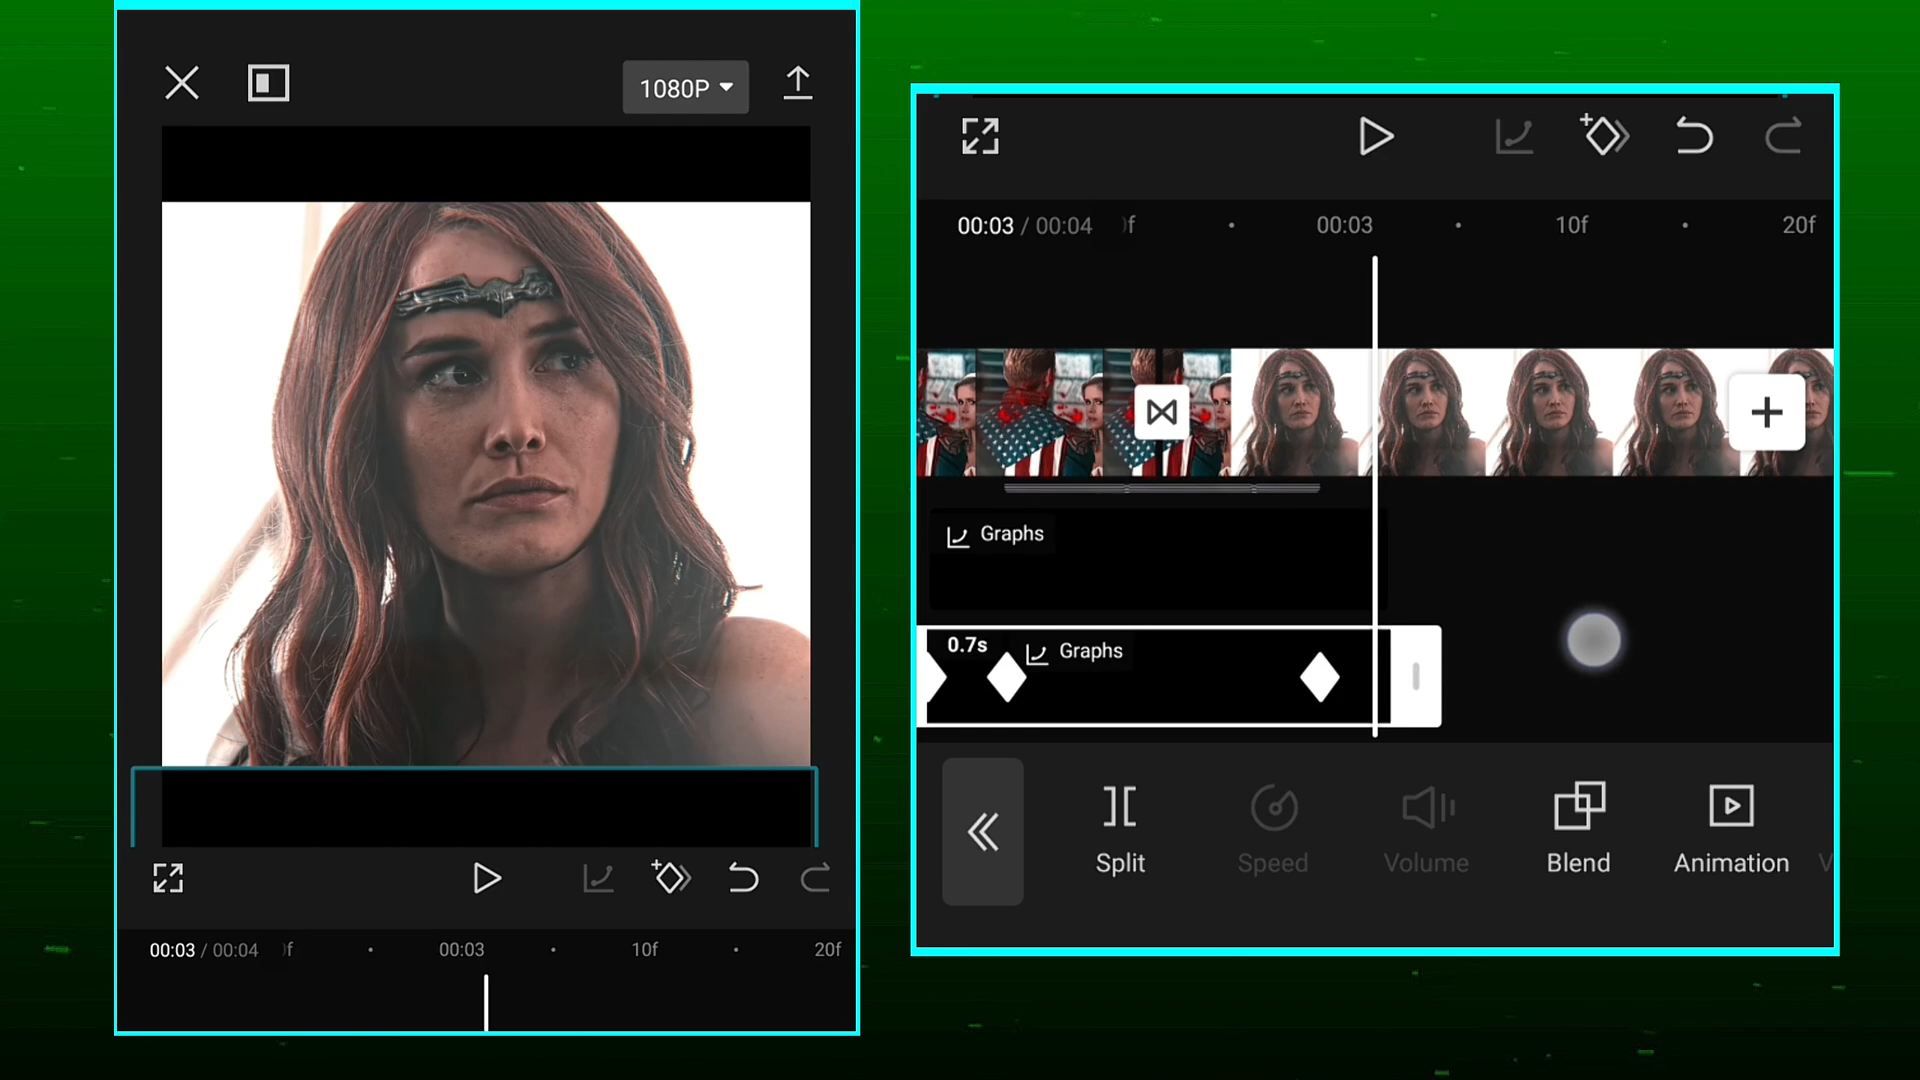 1080P
00:03 / 00:04
f
00:03
10f
20f
00:03 / 00:04
f
00:03
10f
20f
Graphs
0.7s
Graphs
Split
Speed
Volume
Blend
Animation
V